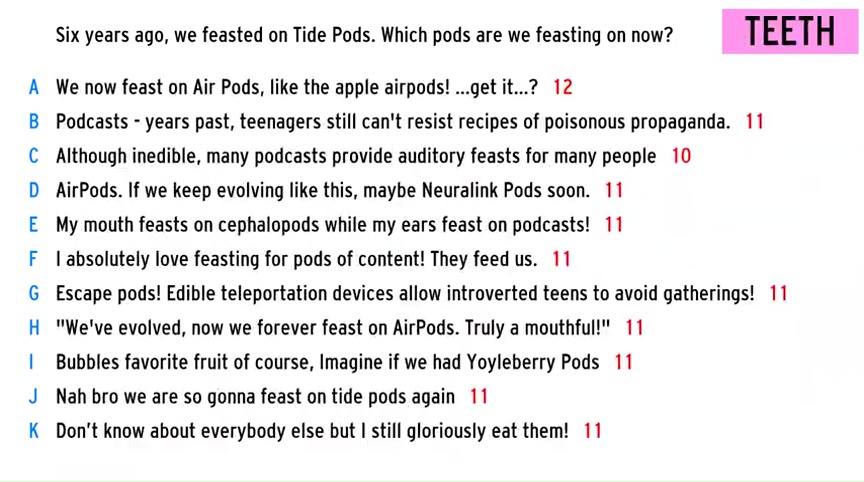 Six years ago, we feasted on Tide Pods. Which pods are we feasting on now?
TEETH
A We now feast on Air Pods, like the apple airpods! ...get it...? 12
B Podcasts - years past, teenagers still can't resist recipes of poisonous propaganda. 11
C Although inedible, many podcasts provide auditory feasts for many people 10
D AirPods. If we keep evolving like this, maybe Neuralink Pods soon. 11
E My mouth feasts on cephalopods while my ears feast on podcasts! 11
F I absolutely love feasting for pods of content! They feed us. 11
G Escape pods! Edible teleportation devices allow introverted teens to avoid gatherings! 11
H "We've evolved, now we forever feast on AirPods. Truly a mouthful!" 11
I Bubbles favorite fruit of course, Imagine if we had Yoyleberry Pods 11
J Nah bro we are so gonna feast on tide pods again 11
K Don't know about everybody else but I still gloriously eat them! 11